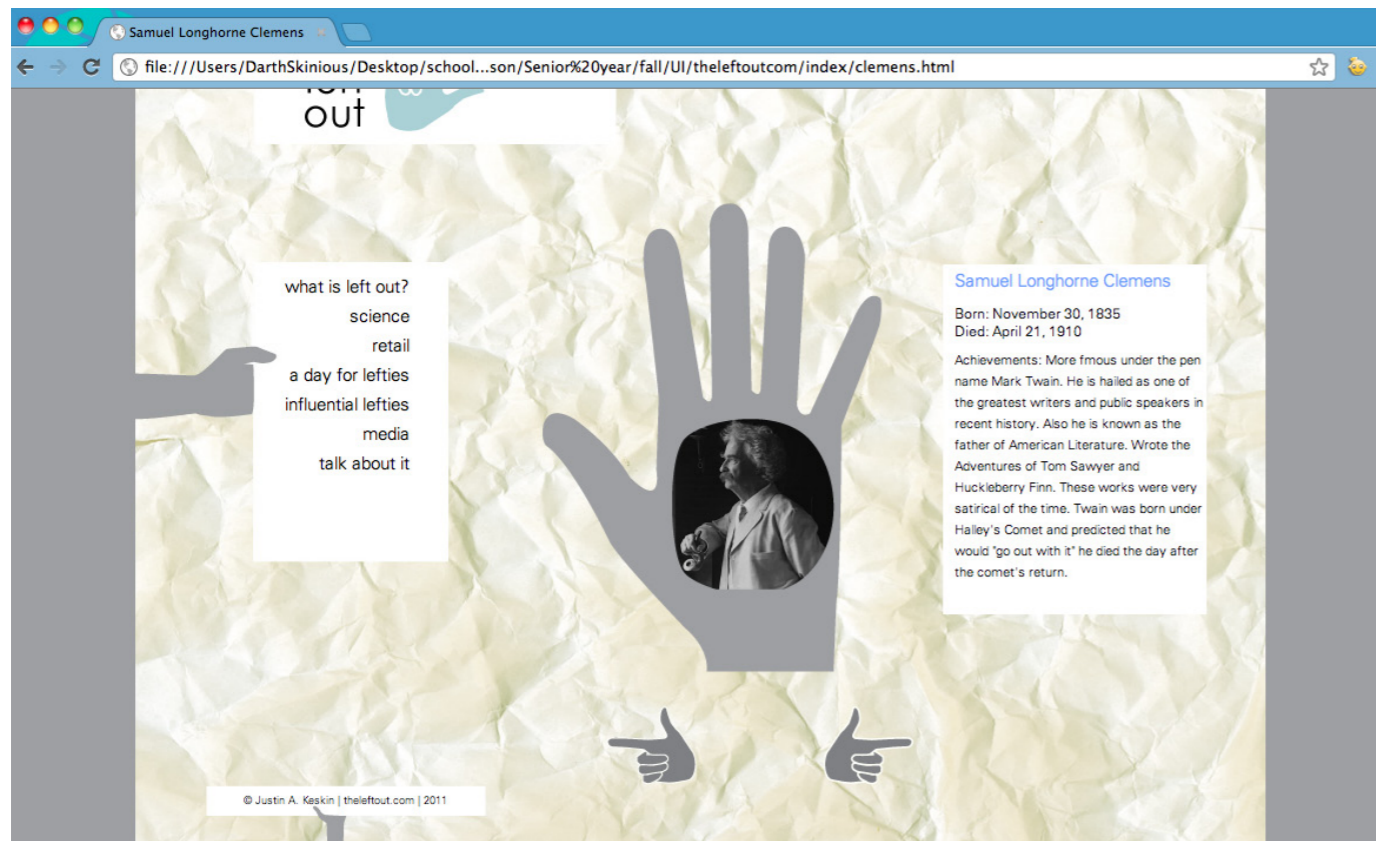 Samuel Longhorne Clemens
file:///Users/DarthSkinious/Desktop/school...son/Senior%20year/fall/UI/theleftoutcom/index/clemens.html
out
what is left out?
science
retail
a day for lefties
influential lefties
media
talk about it
Samuel Longhorne Clemens
Born: November 30, 1835
Died: April 21, 1910
Achievements: More fmous under the pen
name Mark Twain. He is hailed as one of
the greatest writers and public speakers in
recent history. Also he is known as the
father of American Literature. Wrote the
Adventures of Tom Sawyer and
Huckleberry Finn. These works were very
satirical of the time. Twain was born under
Halley's Comet and predicted that he
would "go out with it" he died the day after
the comet's return.
© Justin A. Keskin | theleftout.com | 2011